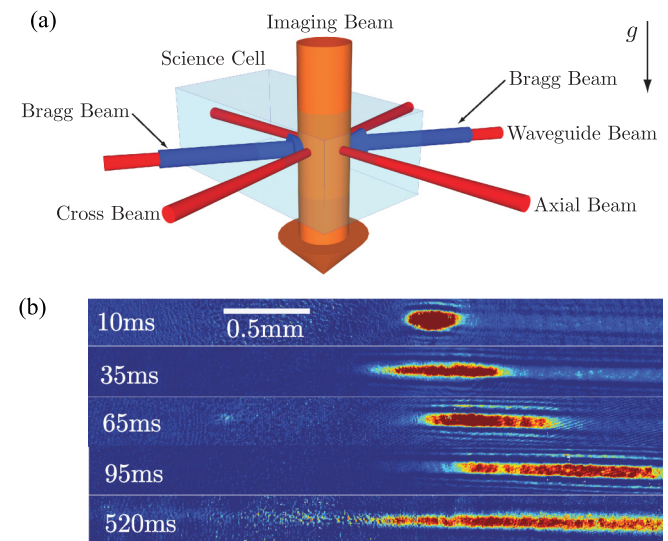 (a)
Imaging Beam
g
Science Cell
Bragg Beam
Bragg Beam
Waveguide Beam
Cross Beam
Axial Beam
(b)
10ms
0.5mm
35ms
65ms
95ms
520ms